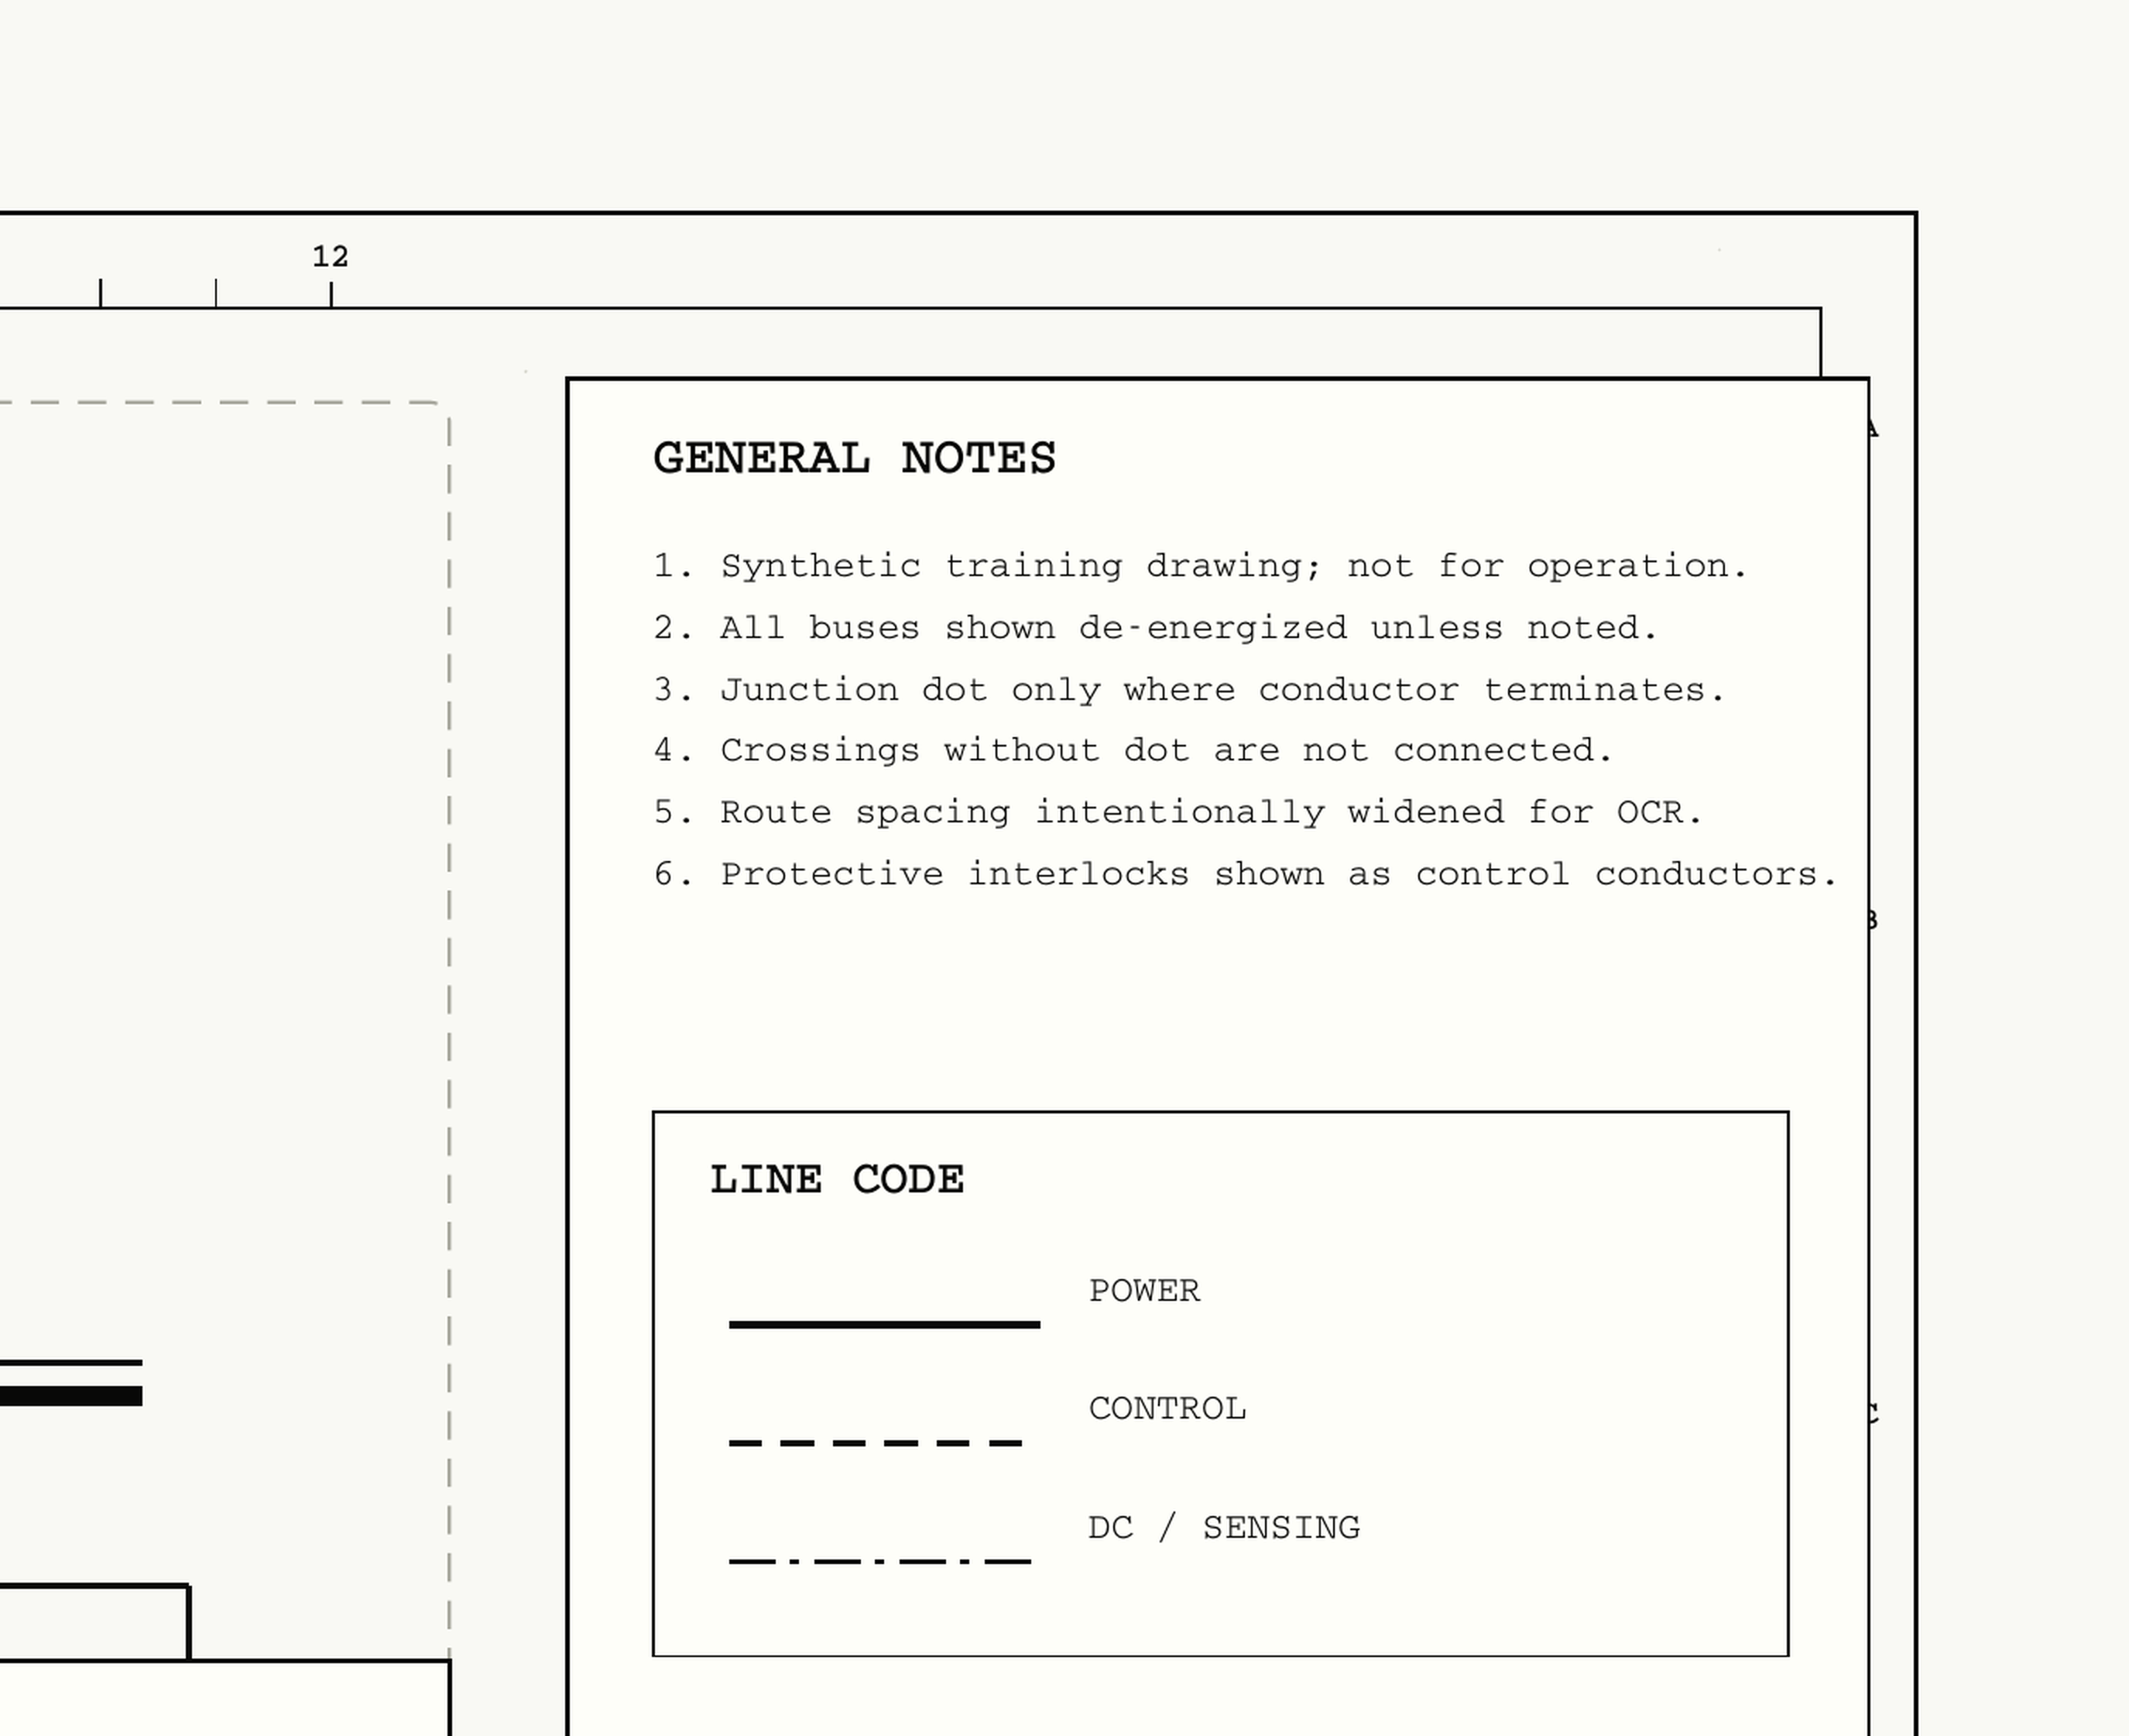 12
GENERAL NOTES
1. Synthetic training drawing; not for operation.
2. All buses shown de-energized unless noted.
3. Junction dot only where conductor terminates.
4. Crossings without dot are not connected.
5. Route spacing intentionally widened for OCR.
6. Protective interlocks shown as control conductors.
LINE CODE
POWER
CONTROL
DC / SENSING